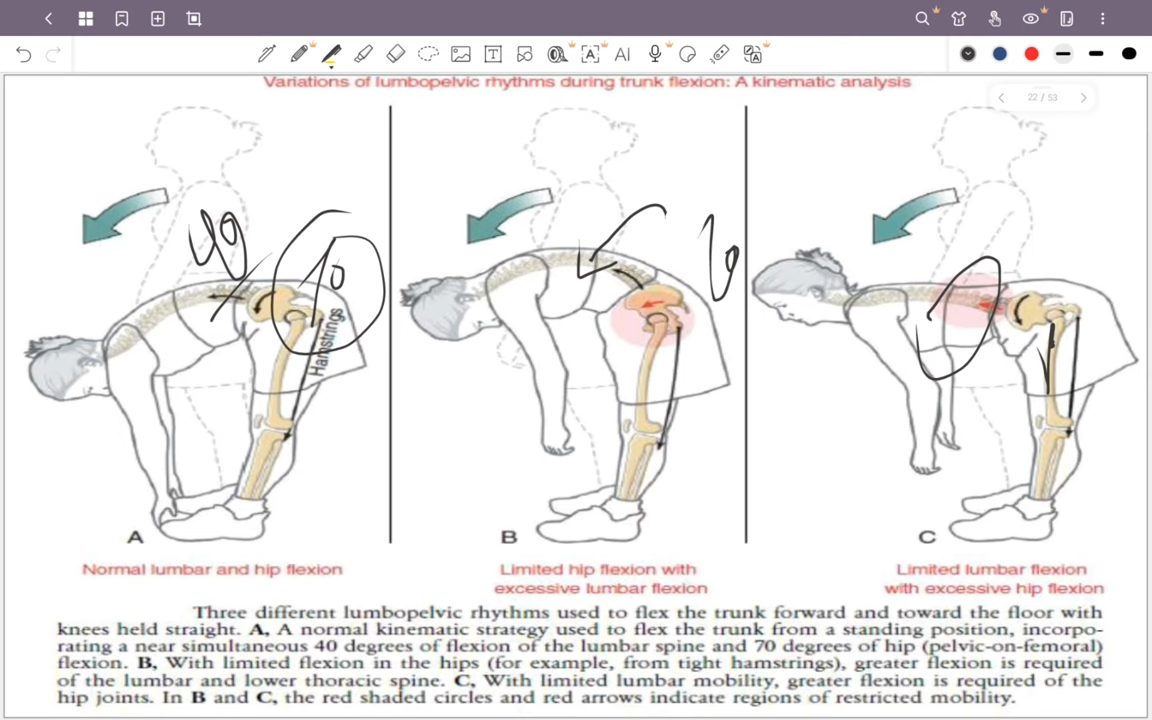 AI
Variations of lumbopelvic rhythms during trunk flexion: A kinematic analysis
22 / 53
40
70
Hamstrings
A
B
C
Normal lumbar and hip flexion
Limited hip flexion with
excessive lumbar flexion
Limited lumbar flexion
with excessive hip flexion
Three different lumbopelvic rhythms used to flex the trunk forward and toward the floor with
knees held straight. A, A normal kinematic strategy used to flex the trunk from a standing position, incorpo-
rating a near simultaneous 40 degrees of flexion of the lumbar spine and 70 degrees of hip (pelvic-on-femoral)
flexion. B, With limited flexion in the hips (for example, from tight hamstrings), greater flexion is required
of the lumbar and lower thoracic spine. C, With limited lumbar mobility, greater flexion is required of the
hip joints. In B and C, the red shaded circles and red arrows indicate regions of restricted mobility.